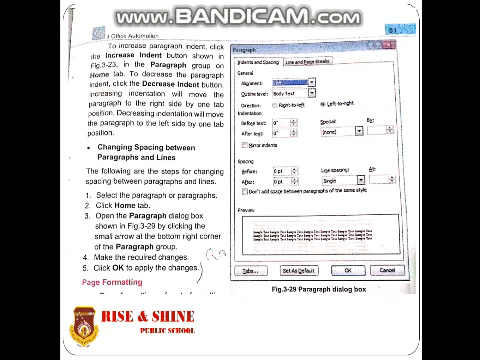 WWW.BANDICAM.COM
Office Automation
To increase paragraph indent, click
the Increase Indent button shown in
Fig.3-23, in the Paragraph group on
Home tab. To decrease the paragraph
indent, click the Decrease Indent button.
Increasing indentation will move the
paragraph to the right side by one tab
position. Decreasing indentation will move
the paragraph to the left side by one tab
position.
• Changing Spacing between
Paragraphs and Lines
The following are the steps for changing
spacing between paragraphs and lines.
1. Select the paragraph or paragraphs.
2. Click Home tab.
3. Open the Paragraph dialog box
shown in Fig.3-29 by clicking the
small arrow at the bottom right corner
of the Paragraph group.
4. Make the required changes.
5. Click OK to apply the changes.
Page Formatting
Paragraph
Indents and Spacing Line and Page Breaks
General
Alignment:
Outline level: Body Text
Direction: Right-to-left Left-to-right
Indentation
Before text: 0" Special: By:
After text: 0" (none)
Mirror indents
Spacing
Before: 0 pt Line spacing: At:
After: 0 pt Single
Don't add space between paragraphs of the same style
Preview
Tabs... Set As Default OK Cancel
Fig.3-29 Paragraph dialog box
RISE & SHINE
PUBLIC SCHOOL